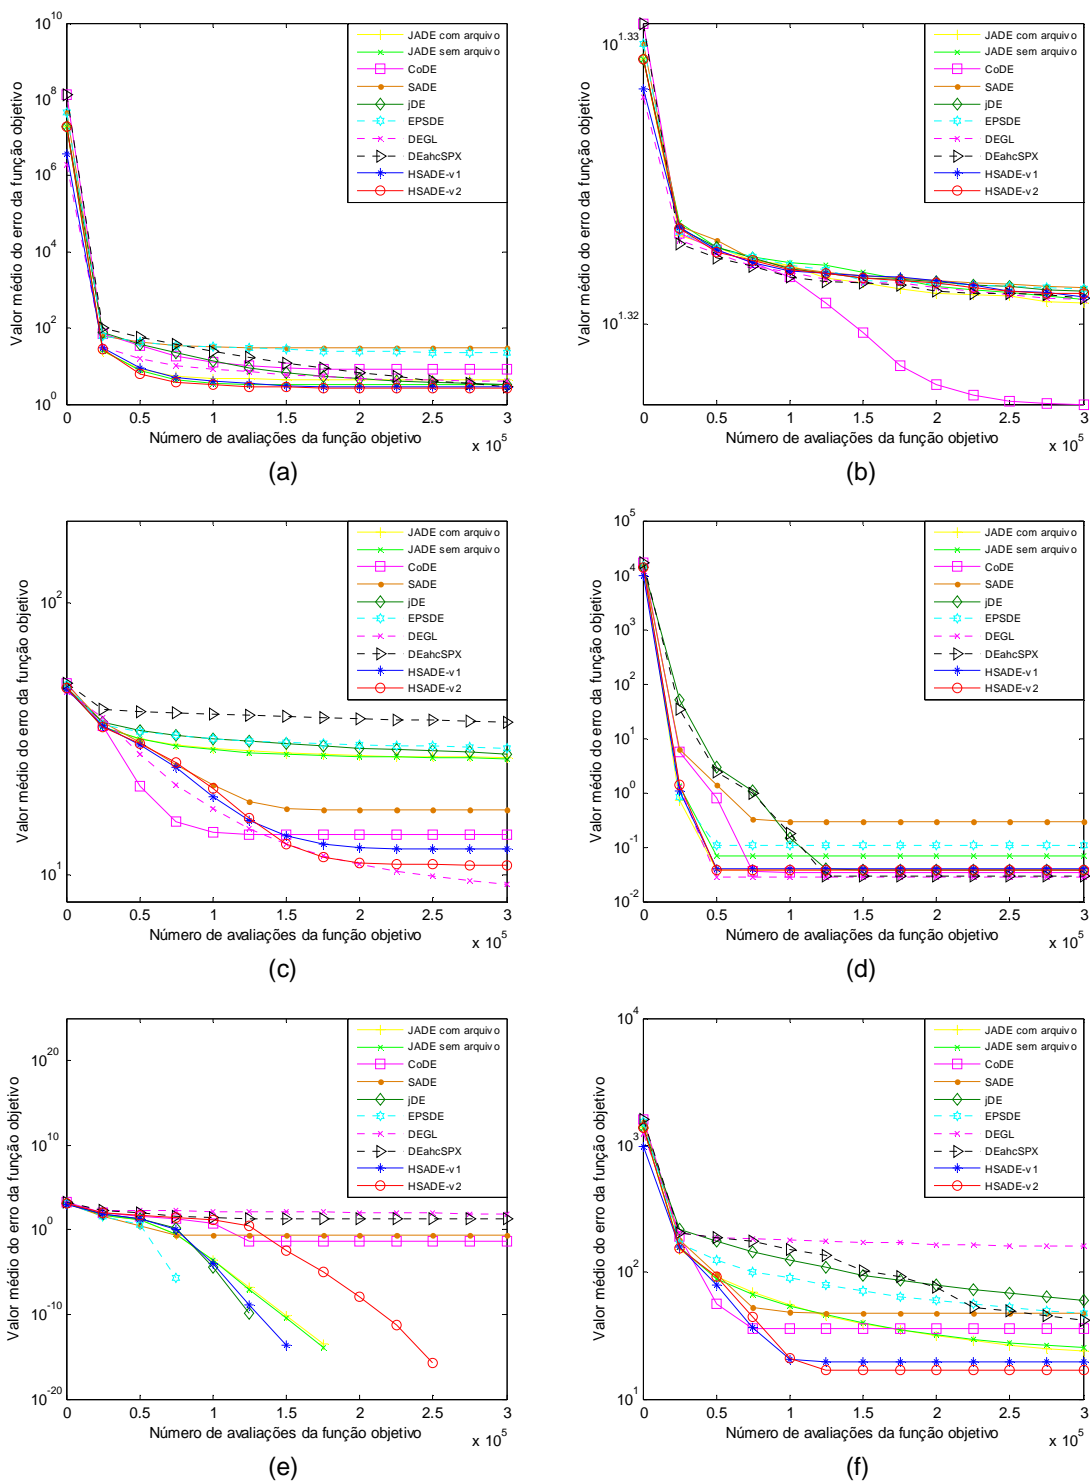 10^10
10^8
10^6
10^4
10^2
10^0
Valor médio do erro da função objetivo
JADE com arquivo
JADE sem arquivo
CoDE
SADE
jDE
EPSDE
DEGL
DEahcSPX
HSADE-v1
HSADE-v2
0 0.5 1 1.5 2 2.5 3
Número de avaliações da função objetivo
x 10^5
(a)
10^1.33
10^1.32
Valor médio do erro da função objetivo
JADE com arquivo
JADE sem arquivo
CoDE
SADE
jDE
EPSDE
DEGL
DEahcSPX
HSADE-v1
HSADE-v2
0 0.5 1 1.5 2 2.5 3
Número de avaliações da função objetivo
x 10^5
(b)
10^2
10^1
Valor médio do erro da função objetivo
JADE com arquivo
JADE sem arquivo
CoDE
SADE
jDE
EPSDE
DEGL
DEahcSPX
HSADE-v1
HSADE-v2
0 0.5 1 1.5 2 2.5 3
Número de avaliações da função objetivo
x 10^5
(c)
10^5
10^4
10^3
10^2
10^1
10^0
10^-1
10^-2
Valor médio do erro da função objetivo
JADE com arquivo
JADE sem arquivo
CoDE
SADE
jDE
EPSDE
DEGL
DEahcSPX
HSADE-v1
HSADE-v2
0 0.5 1 1.5 2 2.5 3
Número de avaliações da função objetivo
x 10^5
(d)
10^20
10^10
10^0
10^-10
10^-20
Valor médio do erro da função objetivo
JADE com arquivo
JADE sem arquivo
CoDE
SADE
jDE
EPSDE
DEGL
DEahcSPX
HSADE-v1
HSADE-v2
0 0.5 1 1.5 2 2.5 3
Número de avaliações da função objetivo
x 10^5
(e)
10^4
10^3
10^2
10^1
Valor médio do erro da função objetivo
JADE com arquivo
JADE sem arquivo
CoDE
SADE
jDE
EPSDE
DEGL
DEahcSPX
HSADE-v1
HSADE-v2
0 0.5 1 1.5 2 2.5 3
Número de avaliações da função objetivo
x 10^5
(f)